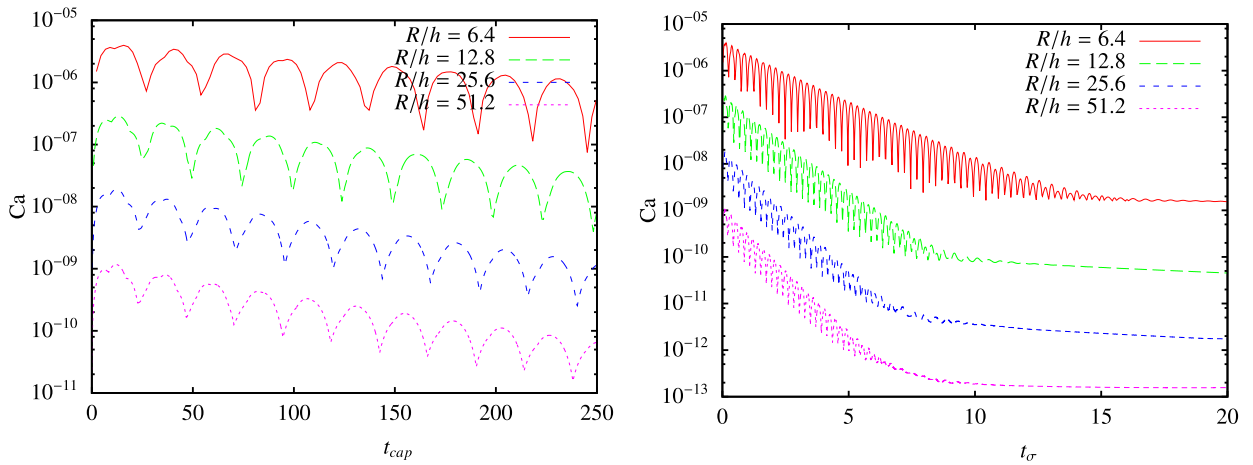 10⁻⁰⁵
10⁻⁰⁶
10⁻⁰⁷
10⁻⁰⁸
10⁻⁰⁹
10⁻¹⁰
10⁻¹¹
Ca
R/h = 6.4
R/h = 12.8
R/h = 25.6
R/h = 51.2
0 50 100 150 200 250
t_cap
10⁻⁰⁵
10⁻⁰⁶
10⁻⁰⁷
10⁻⁰⁸
10⁻⁰⁹
10⁻¹⁰
10⁻¹¹
10⁻¹²
10⁻¹³
Ca
R/h = 6.4
R/h = 12.8
R/h = 25.6
R/h = 51.2
0 5 10 15 20
t_σ